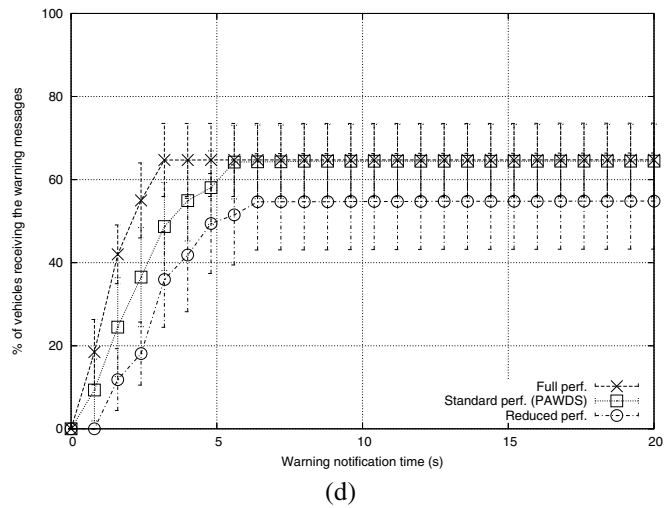 100
80
60
40
20
0
0
5
10
15
20
% of vehicles receiving the warning messages
Warning notification time (s)
Full perf.
Standard perf. (PAWDS)
Reduced perf.
(d)